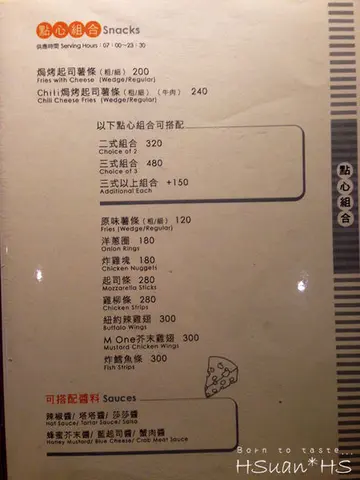 點心組合 Snacks
供應時間 Serving Hours：07：00~23：30
焗烤起司薯條（粗/細） 200
Fries with Cheese (Wedge/Regular)
Chili焗烤起司薯條（粗/細）（牛肉） 240
Chili Cheese Fries (Wedge/Regular)
以下點心組合可搭配
二式組合 320
Choice of 2
三式組合 480
Choice of 3
三式以上組合 +150
Additional Each
原味薯條（粗/細） 120
Fries (Wedge/Regular)
洋蔥圈 180
Onion Rings
炸雞塊 180
Chicken Nuggets
起司條 280
Mozzarella Sticks
雞柳條 280
Chicken Strips
紐約辣雞翅 300
Buffalo Wings
M One芥末雞翅 300
Mustard Chicken Wings
炸鱈魚條 300
Fish Strips
可搭配醬料 Sauces
辣椒醬/ 塔塔醬/ 莎莎醬
Hot Sauce/ Tartar Sauce/ Salsa
蜂蜜芥末醬/ 藍起司醬/ 蟹肉醬
Honey Mustard/ Blue Cheese/ Crab Meat Sauce
點心組合
Born to taste...
HSuan*HS